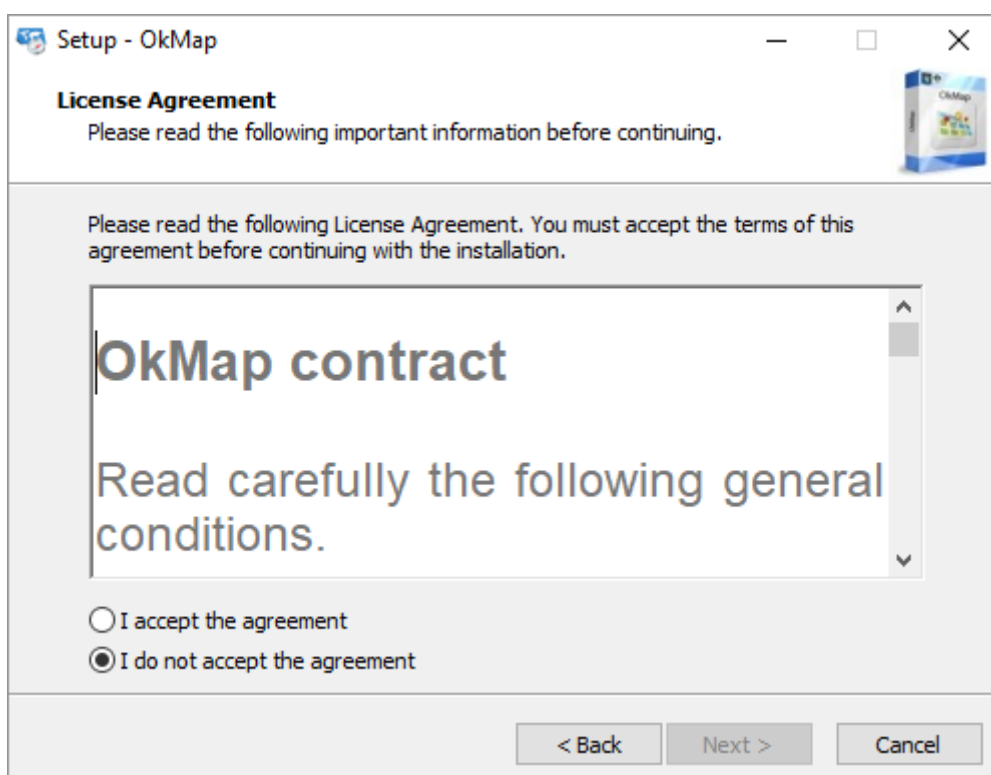 Setup - OkMap
License Agreement
Please read the following important information before continuing.
OkMap
Please read the following License Agreement. You must accept the terms of this
agreement before continuing with the installation.
OkMap contract
Read carefully the following general
conditions.
I accept the agreement
I do not accept the agreement
< Back
Next >
Cancel